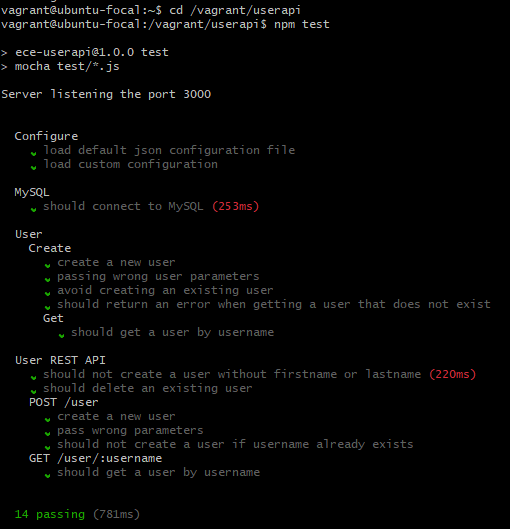 vagrant@ubuntu-focal:~$ cd /vagrant/userapi
vagrant@ubuntu-focal:/vagrant/userapi$ npm test
> ece-userapi@1.0.0 test
> mocha test/*.js
Server listening the port 3000
Configure
✓ load default json configuration file
✓ load custom configuration
MySQL
✓ should connect to MySQL (253ms)
User
Create
✓ create a new user
✓ passing wrong user parameters
✓ avoid creating an existing user
✓ should return an error when getting a user that does not exist
Get
✓ should get a user by username
User REST API
✓ should not create a user without firstname or lastname (220ms)
✓ should delete an existing user
POST /user
✓ create a new user
✓ pass wrong parameters
✓ should not create a user if username already exists
GET /user/:username
✓ should get a user by username
14 passing (781ms)